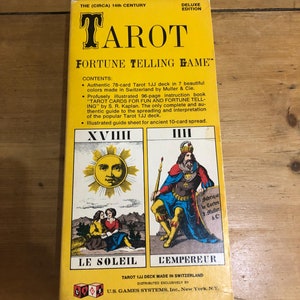 THE (CIRCA) 14th CENTURY
DELUXE
EDITION
TAROT
FORTUNE TELLING GAME™
CONTENTS:
• Authentic 78-card Tarot 1JJ deck in 7 beautiful
colors made in Switzerland by Muller & Cie.
• Profusely illustrated 96-page instruction book
"TAROT CARDS FOR FUN AND FORTUNE TELL-
ING" by S. R. Kaplan. The only complete and au-
thentic guide to the spreading and interpretation
of the popular Tarot 1JJ deck.
• Illustrated guide sheet for ancient 10-card spread.
XVIIII
LE SOLEIL
IIII
L'EMPEREUR
TAROT 1JJ DECK MADE IN SWITZERLAND
DISTRIBUTED EXCLUSIVELY BY
U.S. GAMES SYSTEMS, Inc., New York, N.Y.